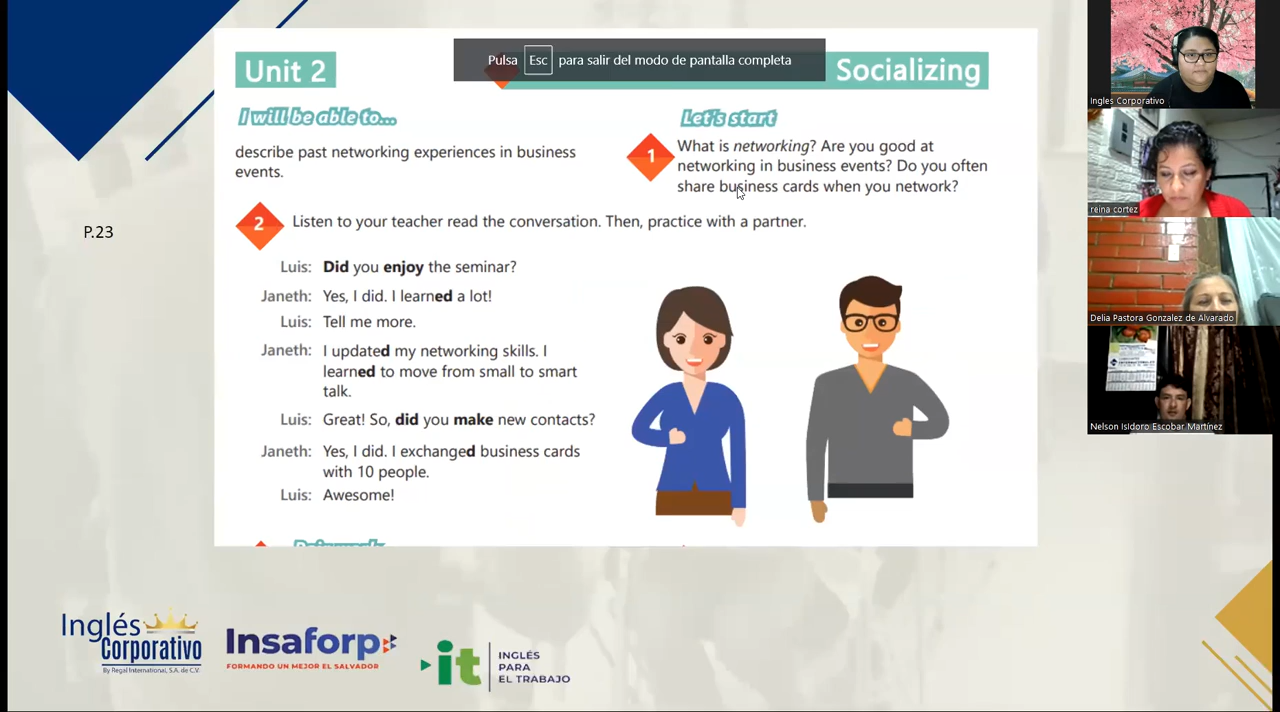 Pulsa Esc para salir del modo de pantalla completa
Unit 2
Socializing
I will be able to...
describe past networking experiences in business
events.
Let's start
1
What is networking? Are you good at
networking in business events? Do you often
share business cards when you network?
P.23
2
Listen to your teacher read the conversation. Then, practice with a partner.
Luis: Did you enjoy the seminar?
Janeth: Yes, I did. I learned a lot!
Luis: Tell me more.
Janeth: I updated my networking skills. I
learned to move from small to smart
talk.
Luis: Great! So, did you make new contacts?
Janeth: Yes, I did. I exchanged business cards
with 10 people.
Luis: Awesome!
Inglés
Corporativo
By Regal International, S.A. de C.V.
Insaforp
FORMANDO UN MEJOR EL SALVADOR
it
INGLÉS
PARA
EL TRABAJO
Ingles Corporativo
reina cortez
Delia Pastora Gonzalez de Alvarado
Nelson Isidoro Escobar Martínez